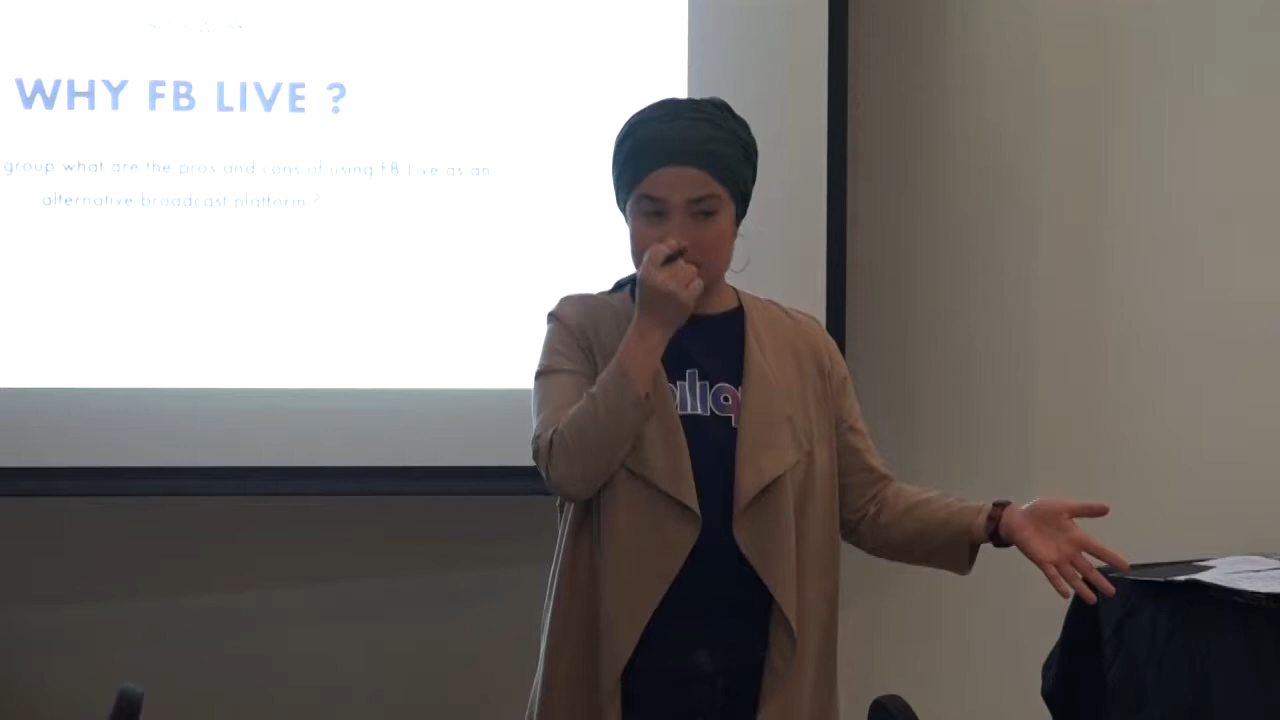 WHY FB LIVE ?
group what are the pros and cons of using FB Live as an
alternative broadcast platform ?